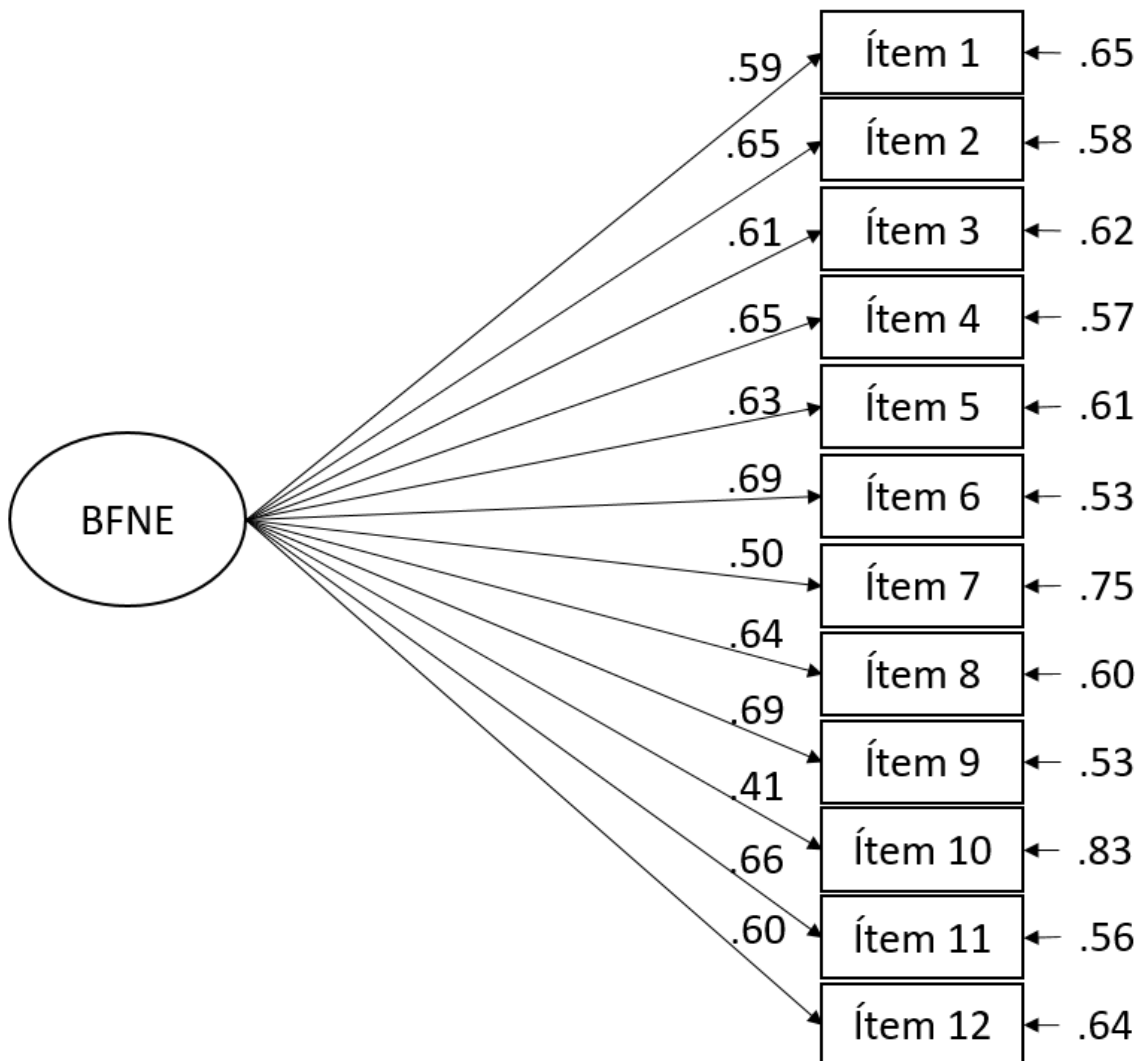 .59
Ítem 1
.65
.65
Ítem 2
.58
.61
Ítem 3
.62
.65
Ítem 4
.57
.63
Ítem 5
.61
.69
Ítem 6
.53
BFNE
.50
Ítem 7
.75
.64
Ítem 8
.60
.69
Ítem 9
.53
.41
Ítem 10
.83
.66
Ítem 11
.56
.60
Ítem 12
.64